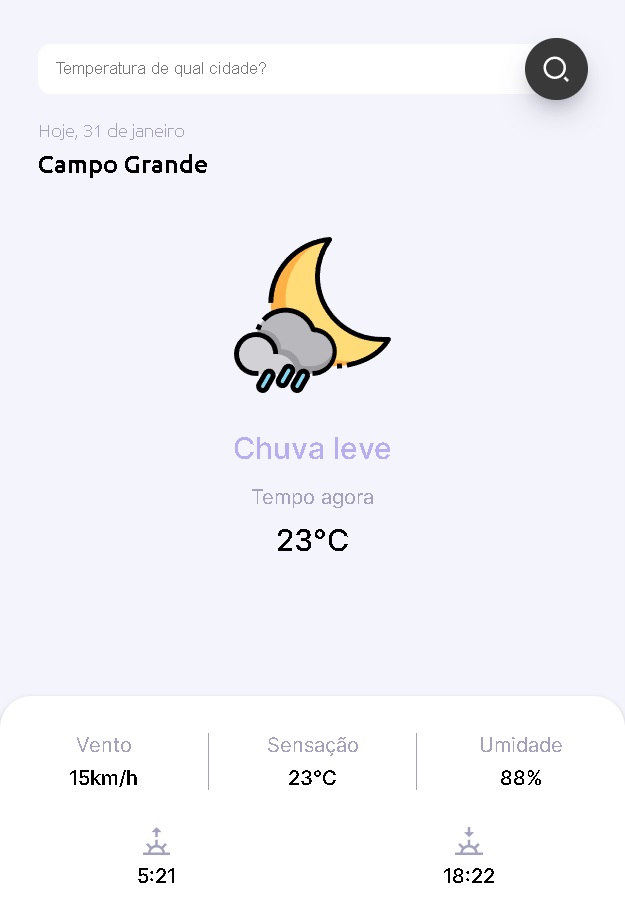 Temperatura de qual cidade?
Hoje, 31 de janeiro
Campo Grande
Chuva leve
Tempo agora
23°C
Vento Sensação Umidade
15km/h 23°C 88%
5:21 18:22